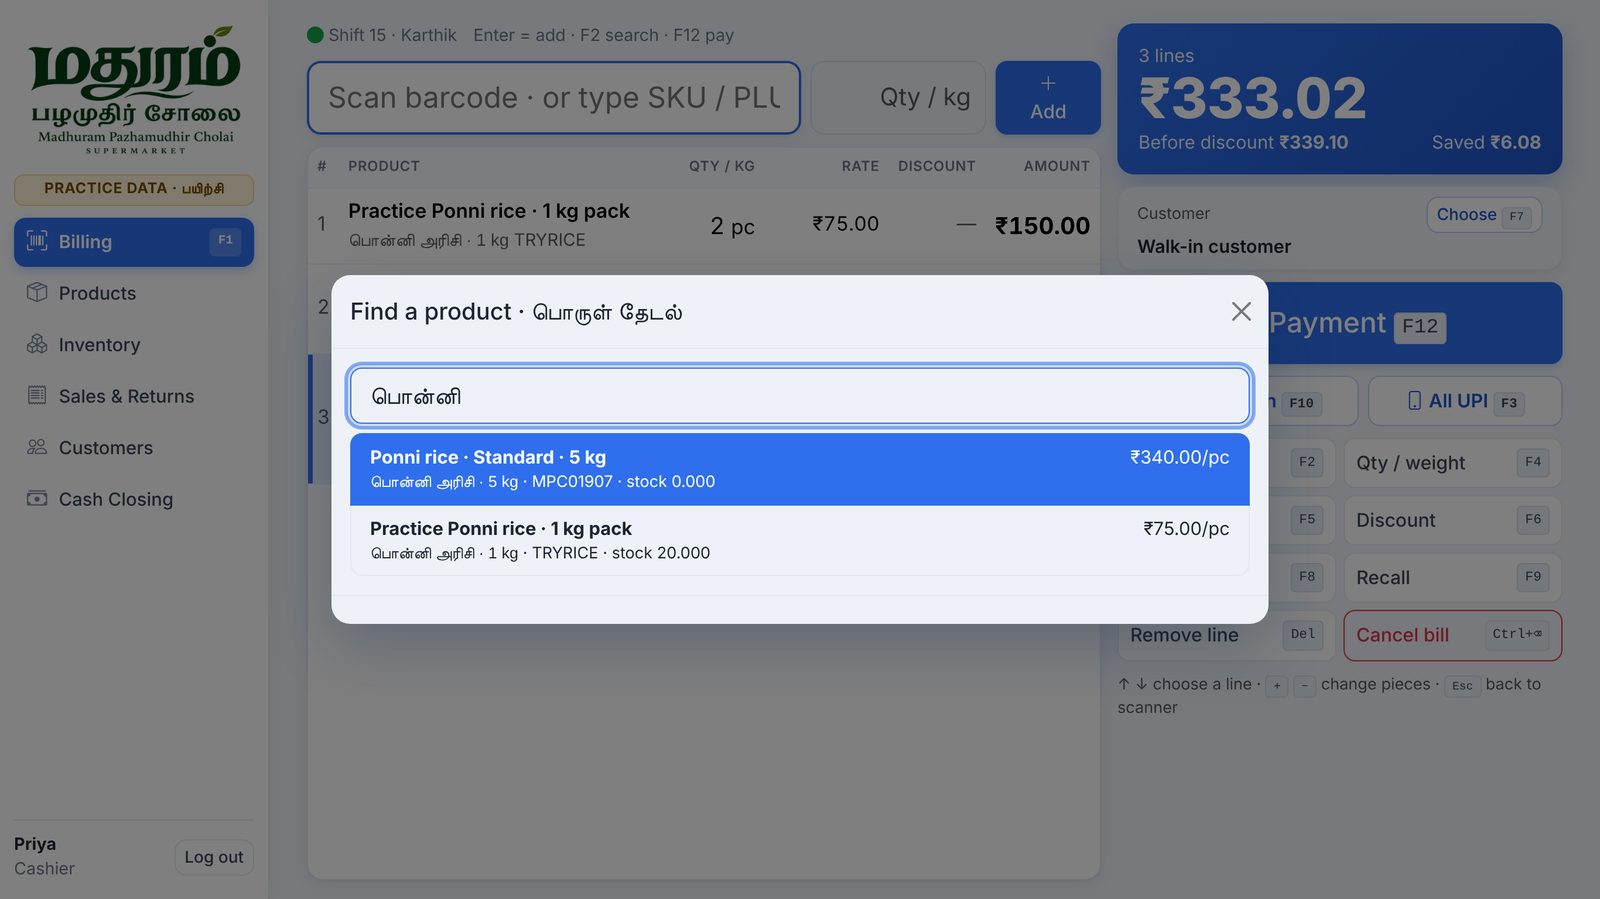 மதுரம்
பழமுதிர் சோலை
Madhuram Pazhamudhir Cholai
SUPERMARKET
PRACTICE DATA · பயிற்சி
Billing F1
Products
Inventory
Sales & Returns
Customers
Cash Closing
Priya
Cashier
Log out
Shift 15 · Karthik Enter = add · F2 search · F12 pay
Scan barcode · or type SKU / PLU
Qty / kg
+ Add
# PRODUCT QTY / KG RATE DISCOUNT AMOUNT
1 Practice Ponni rice · 1 kg pack 2 pc ₹75.00 — ₹150.00
பொன்னி அரிசி · 1 kg TRYRICE
2
3
Find a product · பொருள் தேடல்
பொன்னி
Ponni rice · Standard · 5 kg ₹340.00/pc
பொன்னி அரிசி · 5 kg · MPC01907 · stock 0.000
Practice Ponni rice · 1 kg pack ₹75.00/pc
பொன்னி அரிசி · 1 kg · TRYRICE · stock 20.000
3 lines
₹333.02
Before discount ₹339.10 Saved ₹6.08
Customer
Walk-in customer
Choose F7
Payment F12
F10
All UPI F3
F2
Qty / weight F4
F5
Discount F6
F8
Recall F9
Remove line Del
Cancel bill Ctrl+⌫
↑ ↓ choose a line · + − change pieces · Esc back to
scanner